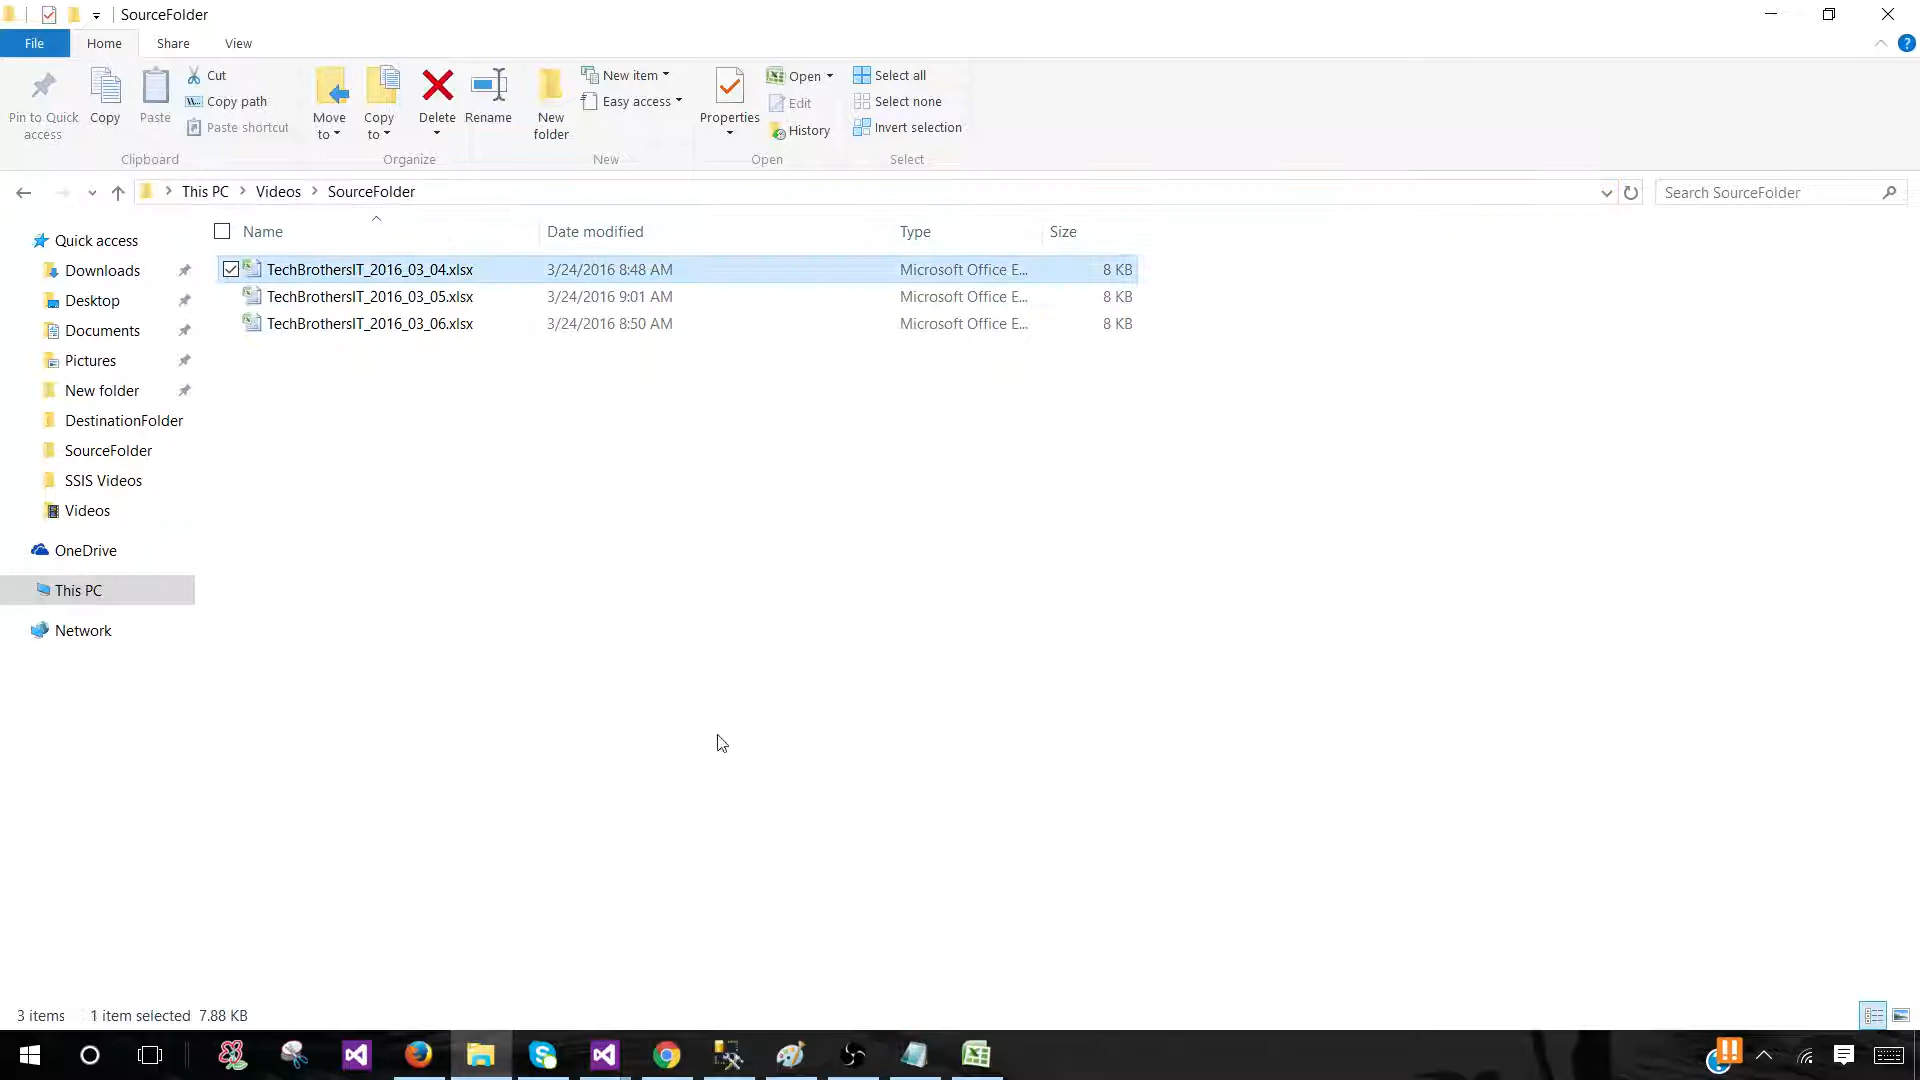 SourceFolder
File Home Share View
Pin to Quick access
Copy
Paste
Cut
Copy path
Paste shortcut
Clipboard
Move to
Copy to
Delete
Rename
Organize
New folder
New item
Easy access
New
Properties
Open
Edit
History
Open
Select all
Select none
Invert selection
Select
This PC Videos SourceFolder
Search SourceFolder
Name Date modified Type Size
TechBrothersIT_2016_03_04.xlsx 3/24/2016 8:48 AM Microsoft Office E... 8 KB
TechBrothersIT_2016_03_05.xlsx 3/24/2016 9:01 AM Microsoft Office E... 8 KB
TechBrothersIT_2016_03_06.xlsx 3/24/2016 8:50 AM Microsoft Office E... 8 KB
Quick access
Downloads
Desktop
Documents
Pictures
New folder
DestinationFolder
SourceFolder
SSIS Videos
Videos
OneDrive
This PC
Network
3 items 1 item selected 7.88 KB